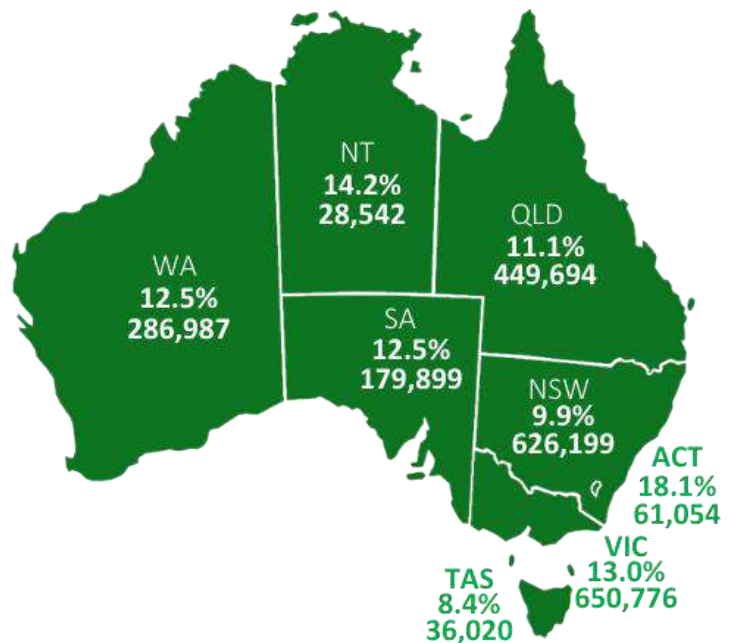 NT
14.2%
28,542
QLD
11.1%
449,694
WA
12.5%
286,987
SA
12.5%
179,899
NSW
9.9%
626,199
ACT
18.1%
61,054
VIC
13.0%
650,776
TAS
8.4%
36,020